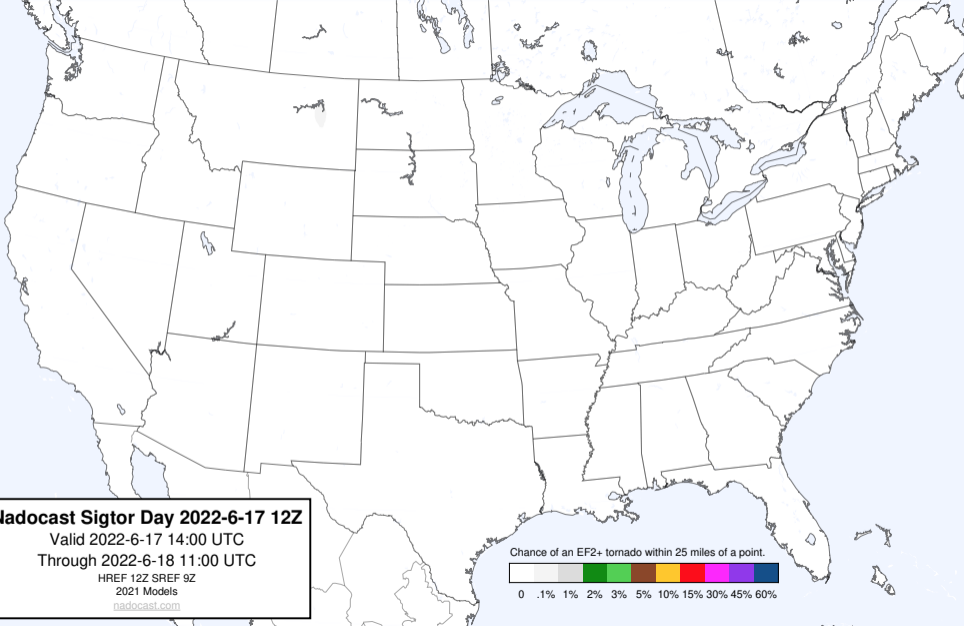 Nadocast Sigtor Day 2022-6-17 12Z
Valid 2022-6-17 14:00 UTC
Through 2022-6-18 11:00 UTC
HREF 12Z SREF 9Z
2021 Models
nadocast.com
Chance of an EF2+ tornado within 25 miles of a point.
0 .1% 1% 2% 3% 5% 10% 15% 30% 45% 60%